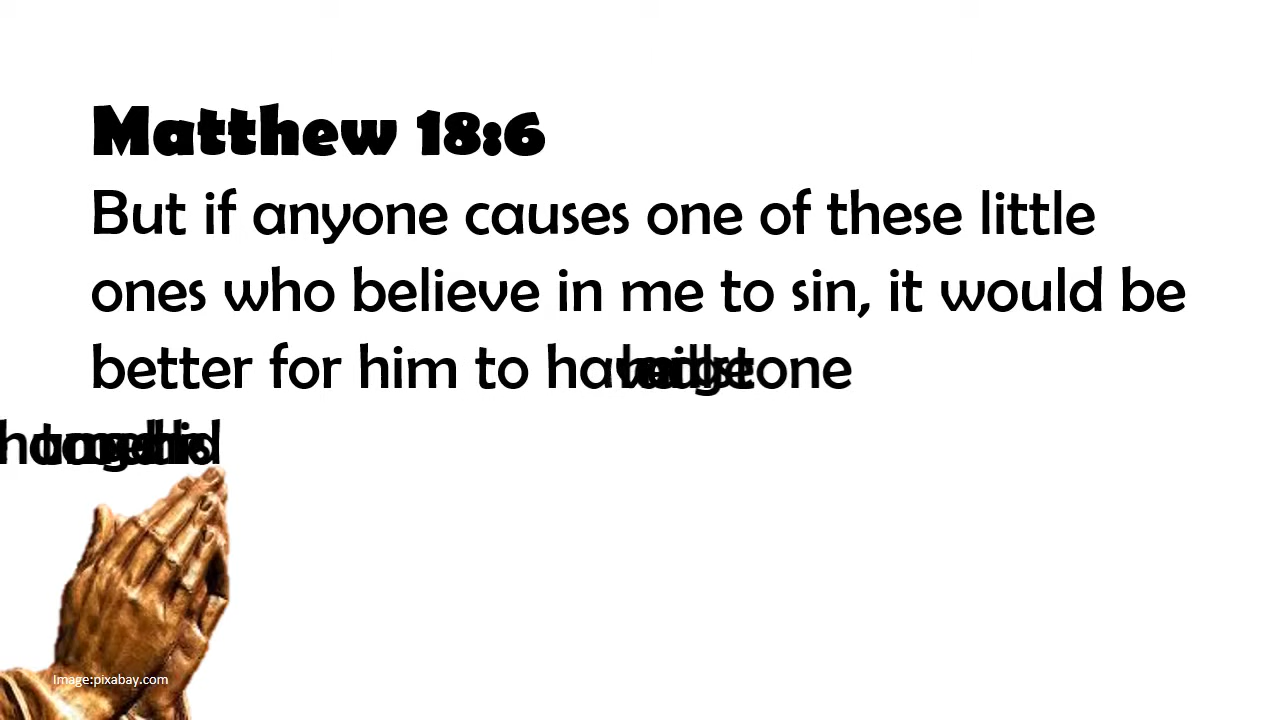 Matthew 18:6
But if anyone causes one of these little
ones who believe in me to sin, it would be
better for him to have
Image:pixabay.com